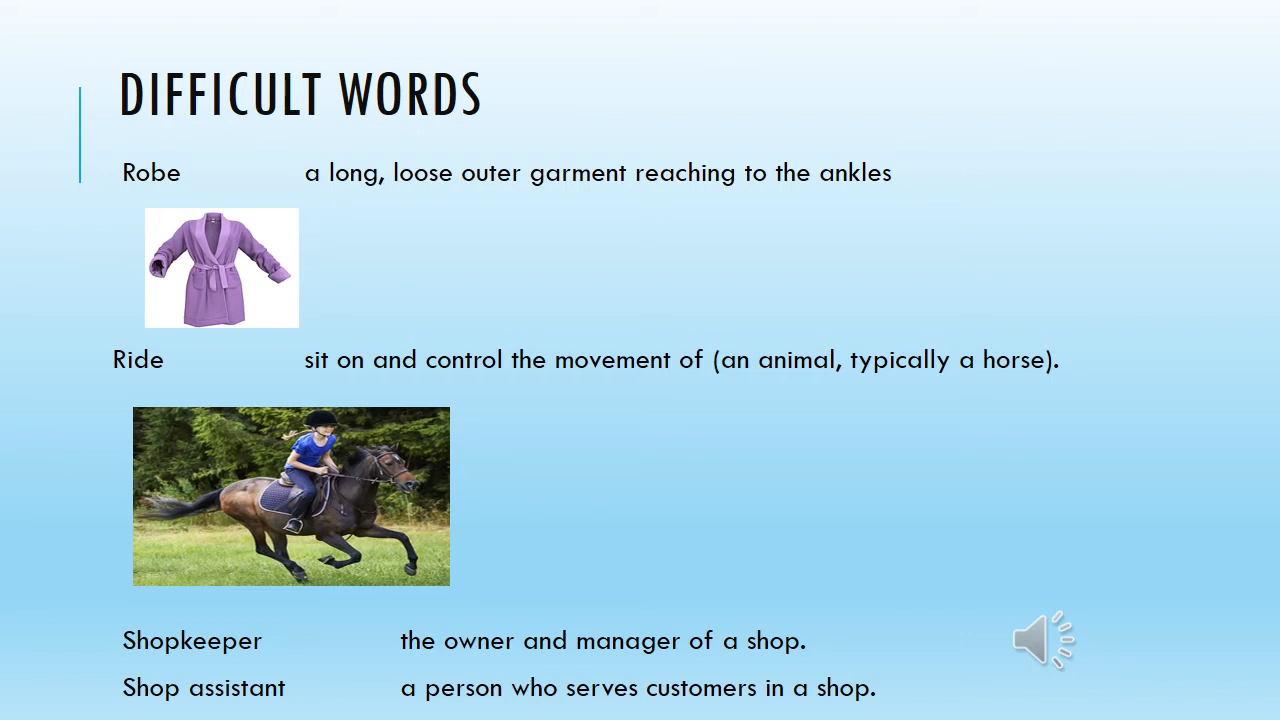 DIFFICULT WORDS
Robe a long, loose outer garment reaching to the ankles
Ride sit on and control the movement of (an animal, typically a horse).
Shopkeeper the owner and manager of a shop.
Shop assistant a person who serves customers in a shop.